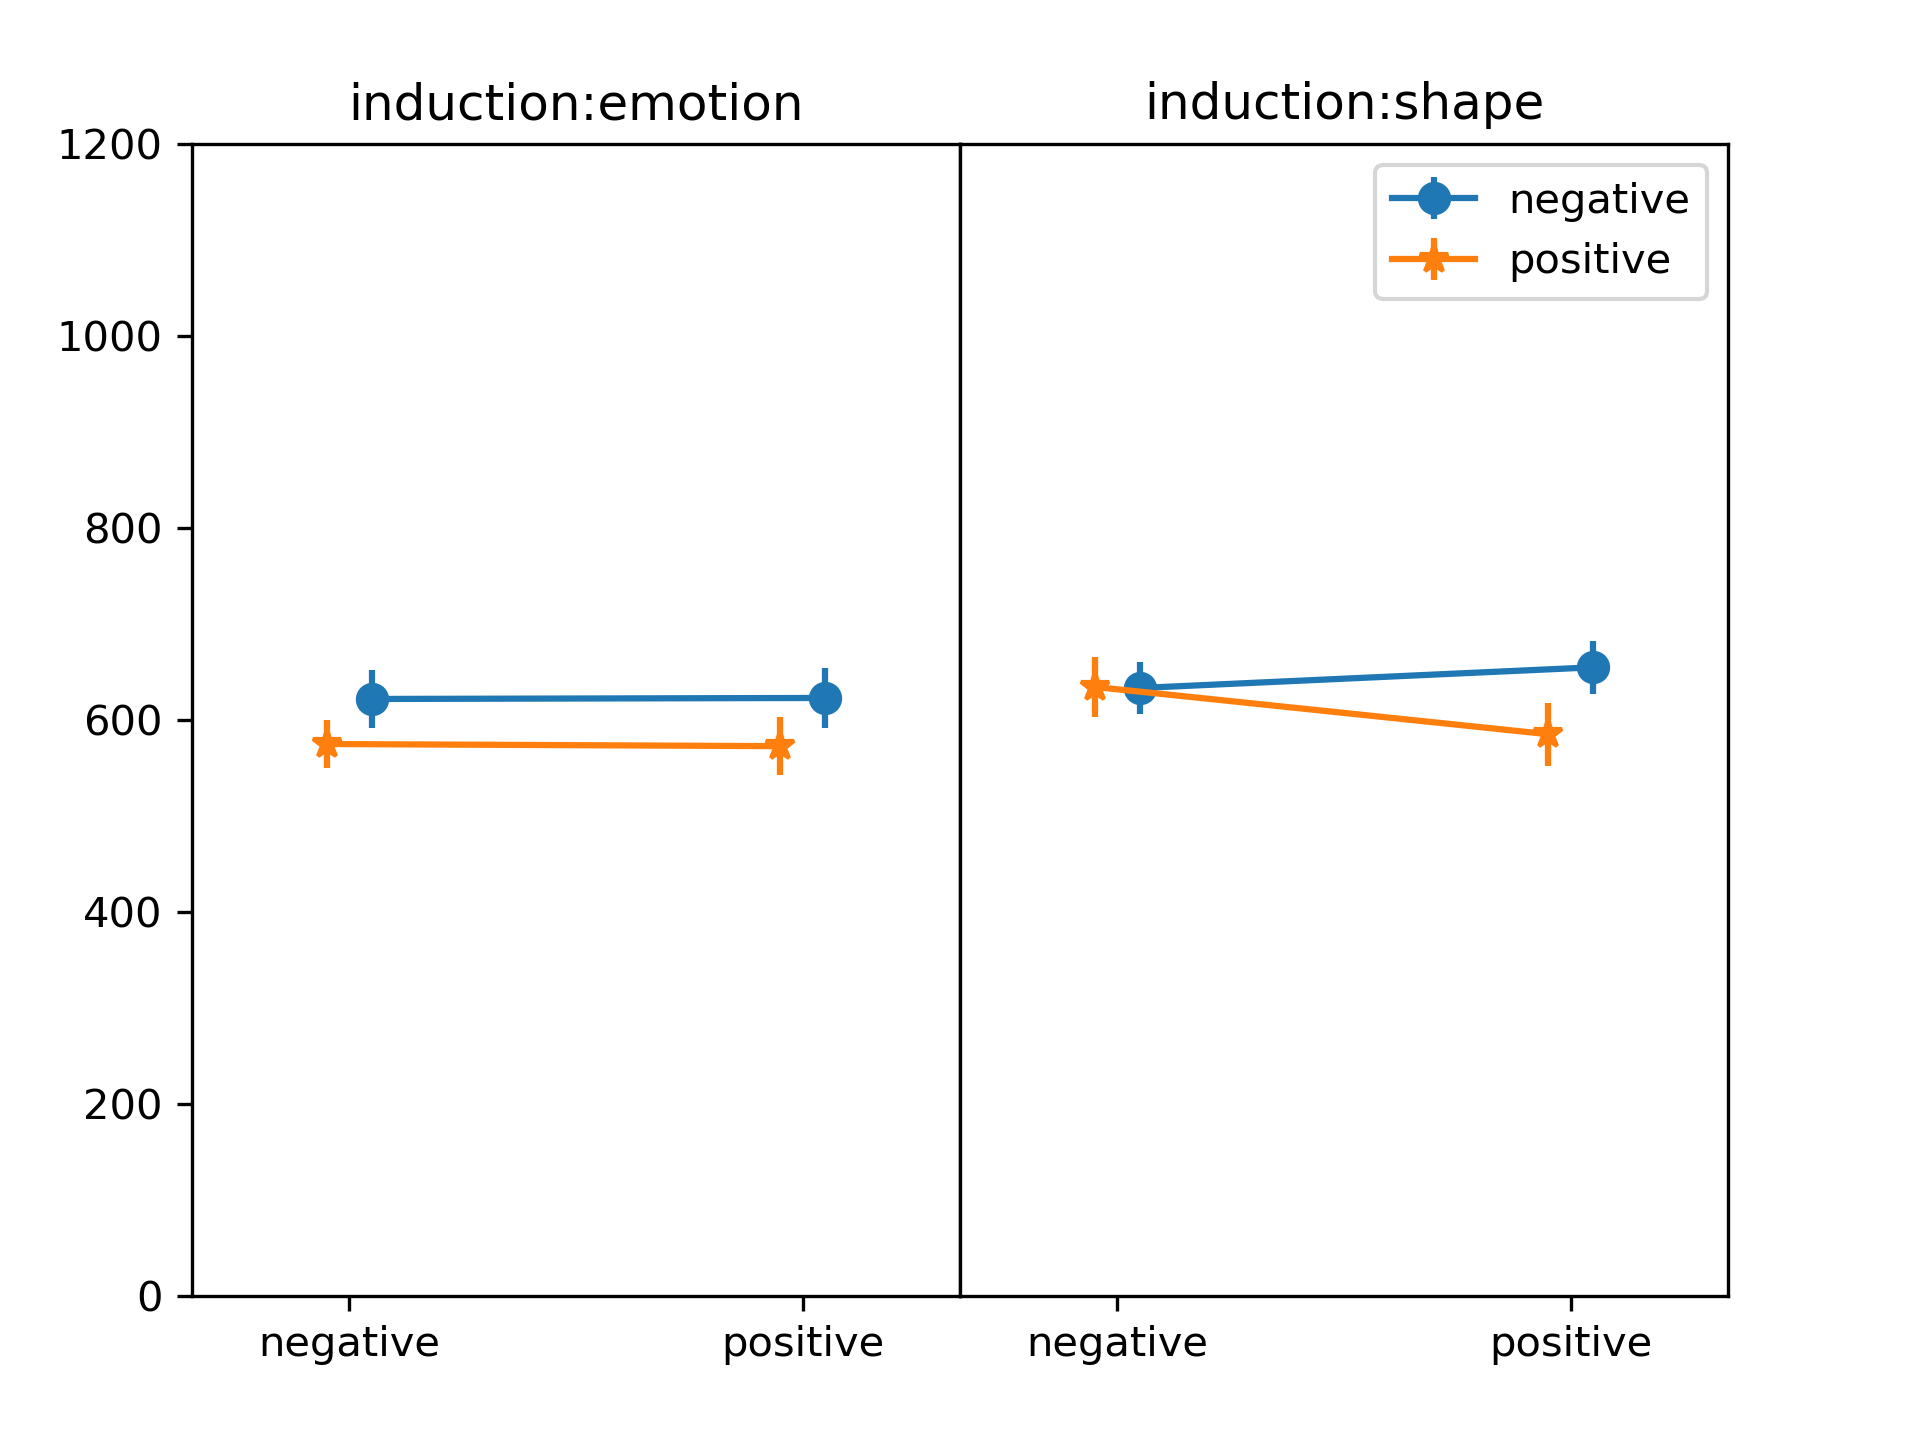 induction:emotion
induction:shape
1200
1000
800
600
400
200
0
negative
positive
negative
positive
negative
positive